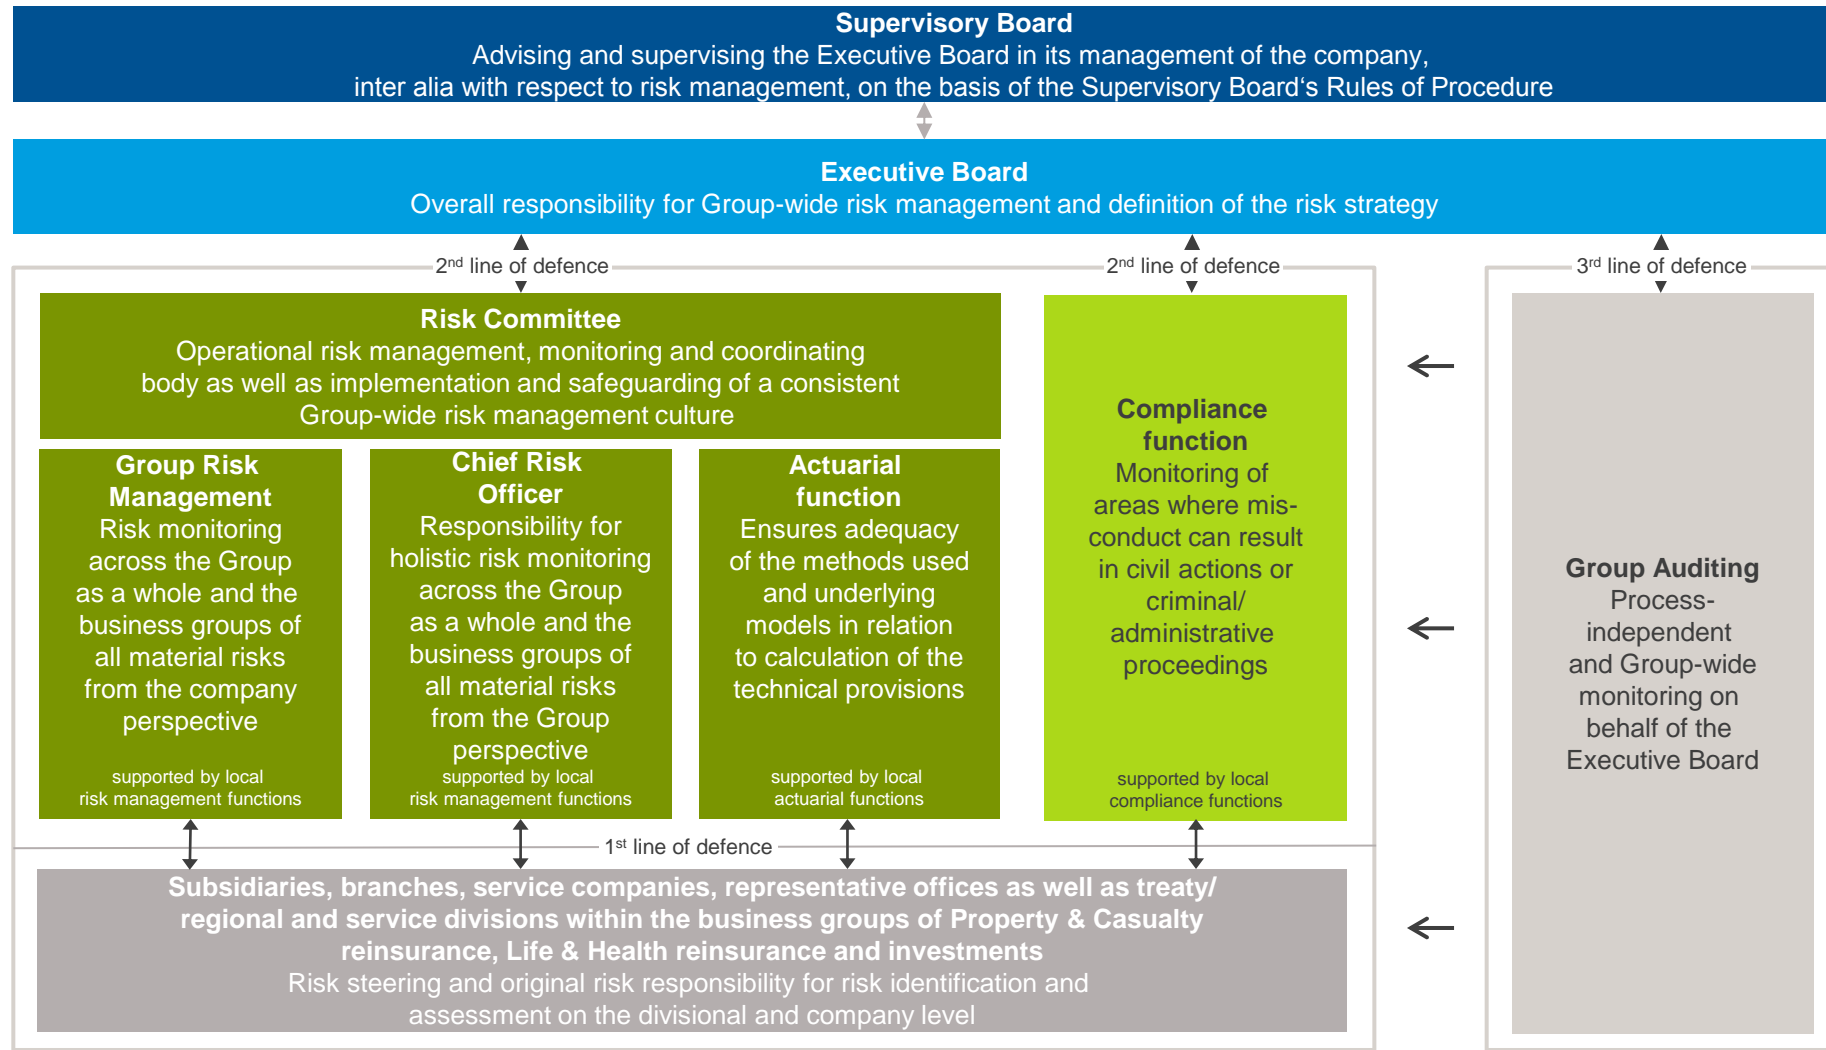 Supervisory Board
Advising and supervising the Executive Board in its management of the company,
inter alia with respect to risk management, on the basis of the Supervisory Board‘s Rules of Procedure
Executive Board
Overall responsibility for Group-wide risk management and definition of the risk strategy
2nd line of defence
2nd line of defence
3rd line of defence
Risk Committee
Operational risk management, monitoring and coordinating
body as well as implementation and safeguarding of a consistent
Group-wide risk management culture
Group Risk
Management
Risk monitoring
across the Group
as a whole and the
business groups of
all material risks
from the company
perspective
supported by local
risk management functions
Chief Risk
Officer
Responsibility for
holistic risk monitoring
across the Group
as a whole and the
business groups of
all material risks
from the Group
perspective
supported by local
risk management functions
Actuarial
function
Ensures adequacy
of the methods used
and underlying
models in relation
to calculation of the
technical provisions
supported by local
actuarial functions
Compliance
function
Monitoring of
areas where mis-
conduct can result
in civil actions or
criminal/
administrative
proceedings
supported by local
compliance functions
Group Auditing
Process-
independent
and Group-wide
monitoring on
behalf of the
Executive Board
1st line of defence
Subsidiaries, branches, service companies, representative offices as well as treaty/
regional and service divisions within the business groups of Property & Casualty
reinsurance, Life & Health reinsurance and investments
Risk steering and original risk responsibility for risk identification and
assessment on the divisional and company level